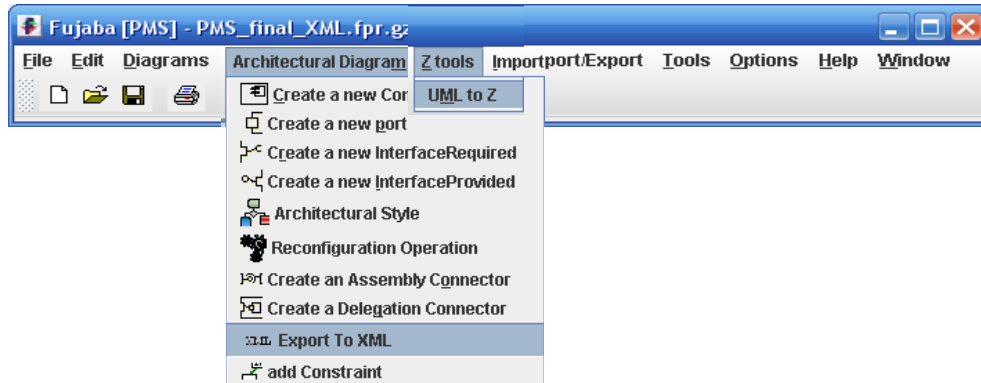 Fujaba [PMS] - PMS_final_XML.fpr.gz
File Edit Diagrams Architectural Diagram Z tools Importport/Export Tools Options Help Window
Create a new Cor UML to Z
Create a new port
Create a new InterfaceRequired
Create a new InterfaceProvided
Architectural Style
Reconfiguration Operation
Create an Assembly Connector
Create a Delegation Connector
Export To XML
add Constraint